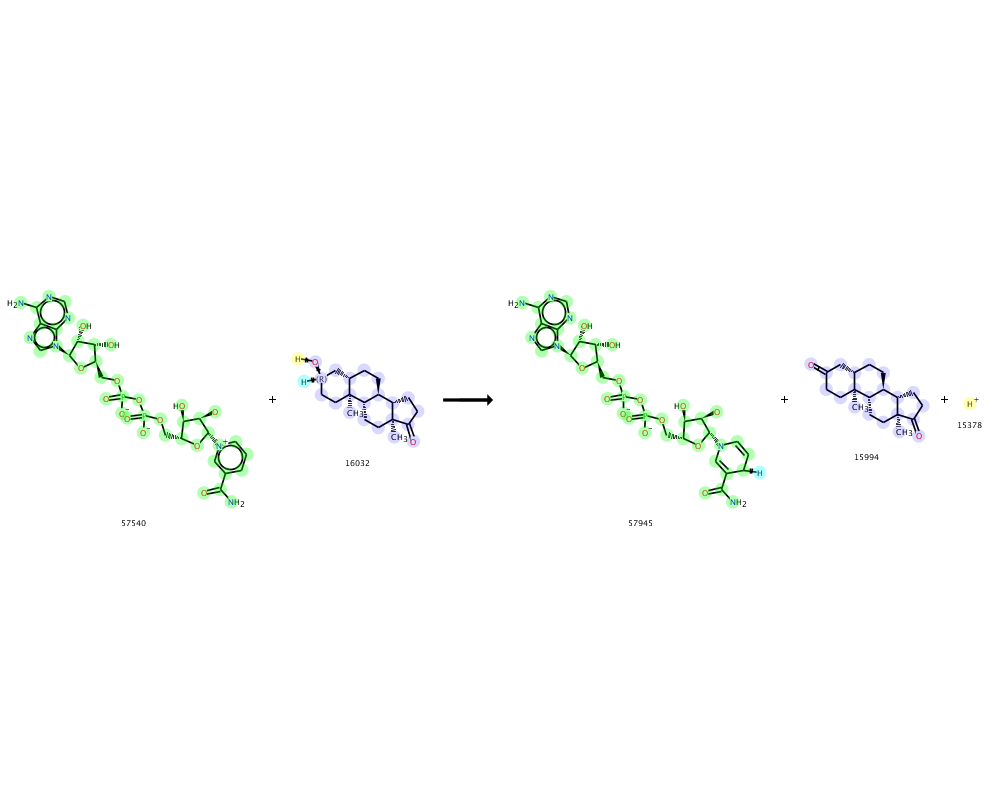 H₂N N N N N OH OH O O P O O⁻ O P O O⁻ O HO O O N⁺ O NH₂
57540
+
H O H (R) CH₃ CH₃ O
16032
H₂N N N N N OH OH O O P O O⁻ O P O O⁻ O HO O O N H O NH₂
57945
+
O CH₃ CH₃ O
15994
+
H⁺
15378